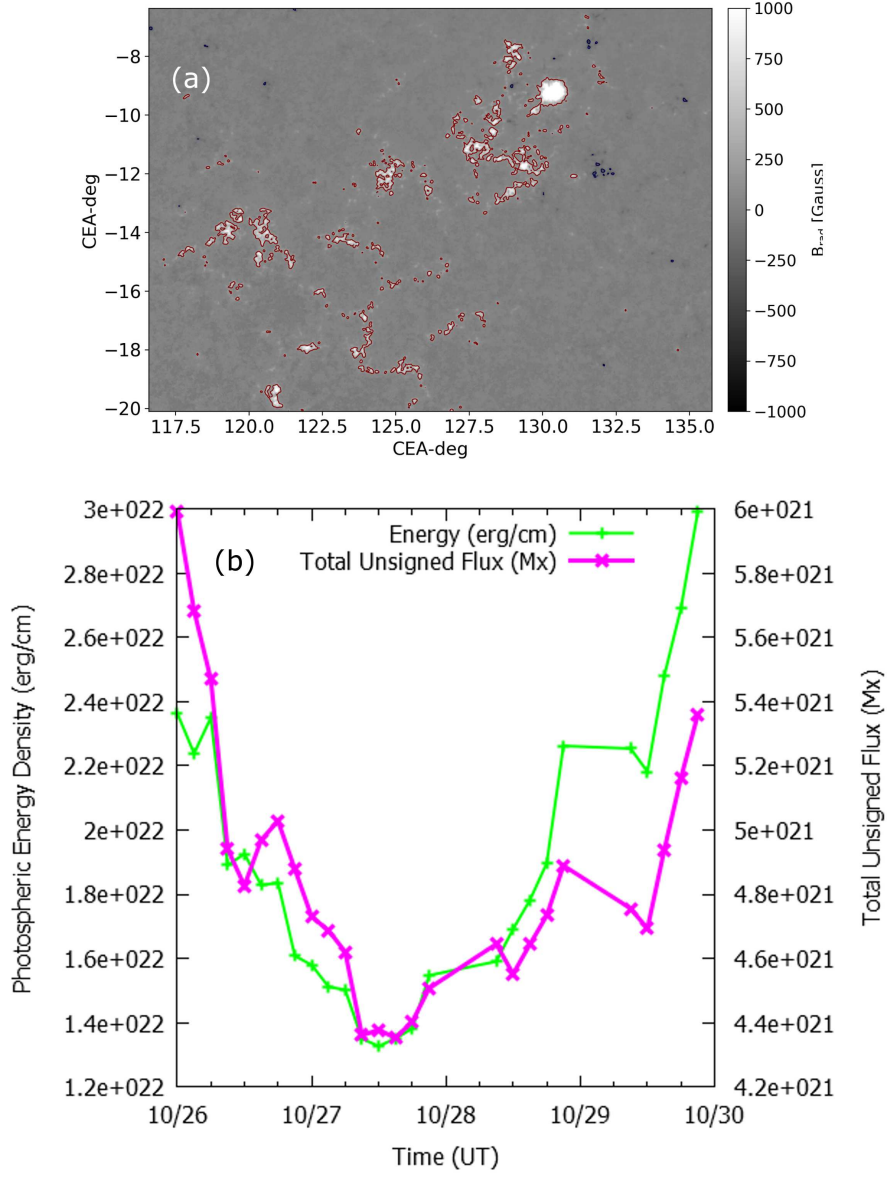 (a)
−8
−10
−12
−14
−16
−18
−20
CEA-deg
117.5 120.0 122.5 125.0 127.5 130.0 132.5 135.0
CEA-deg
1000
750
500
250
0
−250
−500
−750
−1000
Brad [Gauss]
(b)
Energy (erg/cm)
Total Unsigned Flux (Mx)
3e+022
2.8e+022
2.6e+022
2.4e+022
2.2e+022
2e+022
1.8e+022
1.6e+022
1.4e+022
1.2e+022
Photospheric Energy Density (erg/cm)
6e+021
5.8e+021
5.6e+021
5.4e+021
5.2e+021
5e+021
4.8e+021
4.6e+021
4.4e+021
4.2e+021
Total Unsigned Flux (Mx)
10/26 10/27 10/28 10/29 10/30
Time (UT)